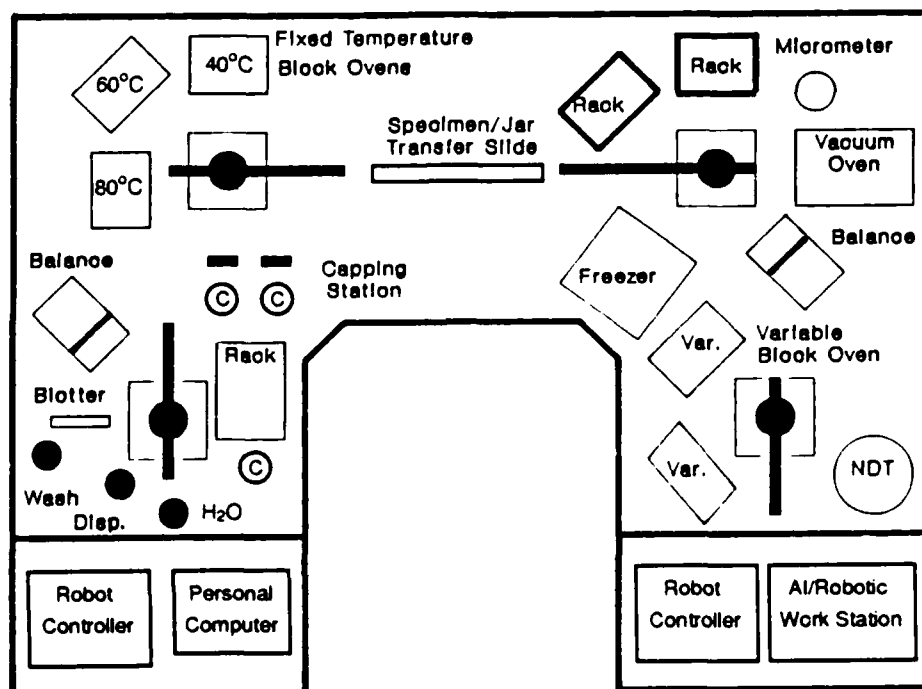 Fixed Temperature
Block Ovens
60°C
40°C
80°C
Specimen/Jar
Transfer Slide
Rack
Rack
Micrometer
Vacuum
Oven
Balance
Balance
Capping
Station
C
C
Freezer
Var.
Variable
Block Oven
Rack
Blotter
C
Var.
NDT
Wash
Disp.
H₂O
Robot
Controller
Personal
Computer
Robot
Controller
AI/Robotic
Work Station